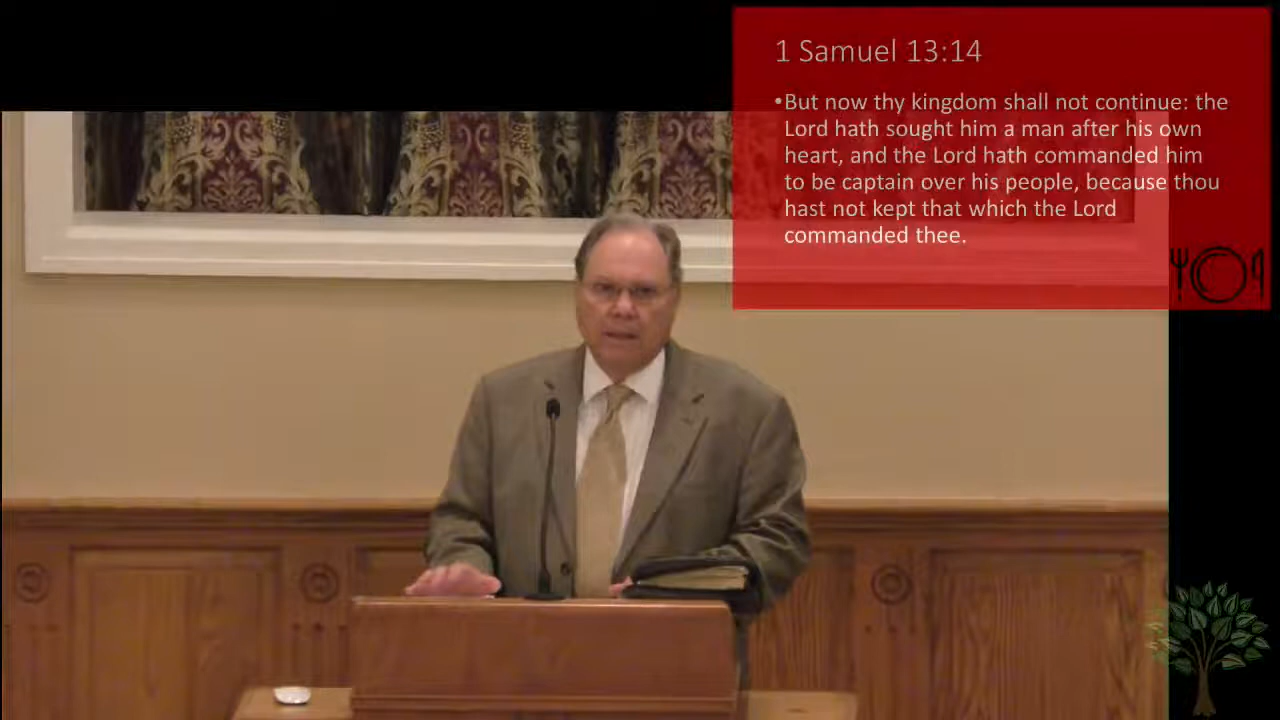 1 Samuel 13:14
•But now thy kingdom shall not continue: the
Lord hath sought him a man after his own
heart, and the Lord hath commanded him
to be captain over his people, because thou
hast not kept that which the Lord
commanded thee.